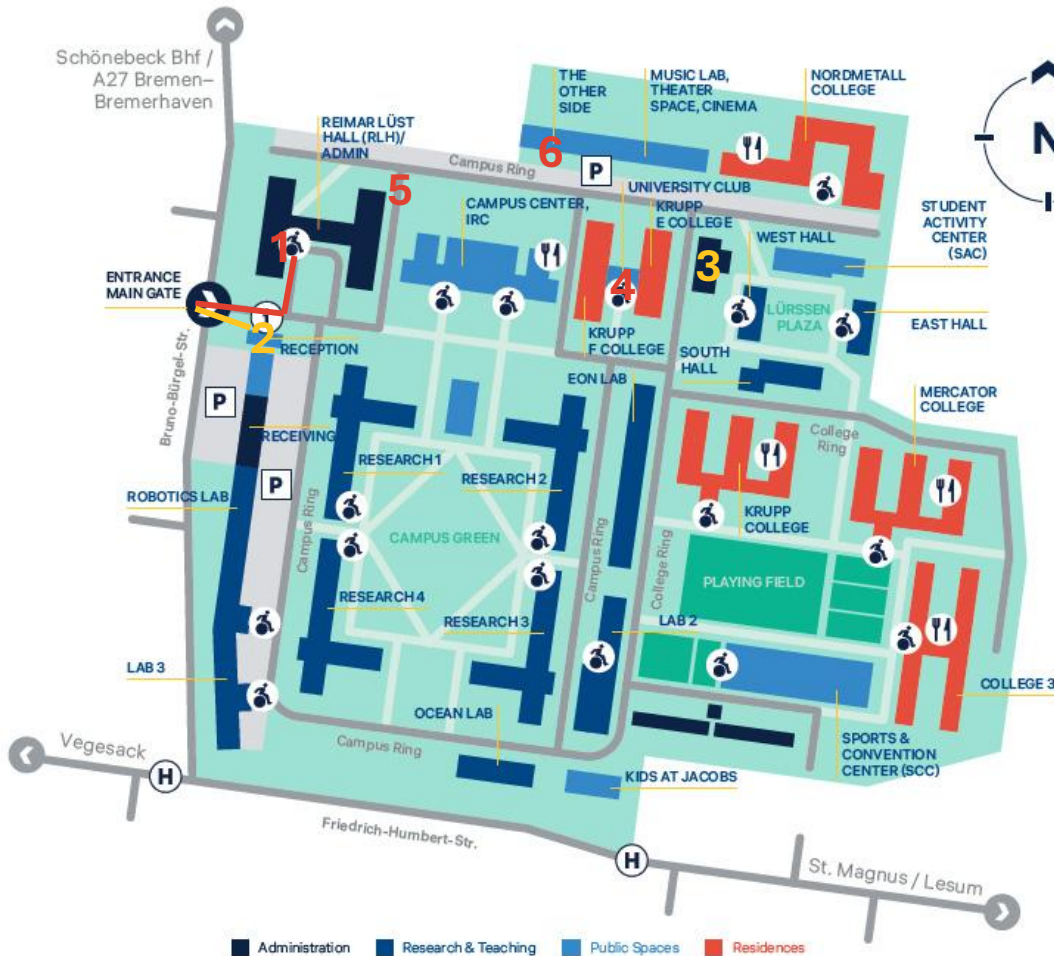 Schönebeck Bhf /
A27 Bremen–
Bremerhaven
THE
OTHER
SIDE
MUSIC LAB,
THEATER
SPACE, CINEMA
NORDMETALL
COLLEGE
REIMAR LÜST
HALL (RLH)/
ADMIN
Campus Ring
6
P
N
5
UNIVERSITY CLUB
CAMPUS CENTER,
IRC
KRUPP
E COLLEGE
STUDENT
ACTIVITY
CENTER
(SAC)
WEST HALL
1
3
4
ENTRANCE
MAIN GATE
1
LÜRSSEN
PLAZA
EAST HALL
2
RECEPTION
KRUPP
F COLLEGE
SOUTH
HALL
Bruno-Bürgel-Str.
EON LAB
MERCATOR
COLLEGE
P
RECEIVING
College
Ring
RESEARCH 1
RESEARCH 2
P
ROBOTICS LAB
KRUPP
COLLEGE
Campus Ring
CAMPUS GREEN
Campus Ring
College Ring
PLAYING FIELD
RESEARCH 4
RESEARCH 3
LAB 2
LAB 3
COLLEGE 3
OCEAN LAB
Campus Ring
SPORTS &
CONVENTION
CENTER (SCC)
Vegesack
H
KIDS AT JACOBS
Friedrich-Humbert-Str.
H
St. Magnus / Lesum
Administration
Research & Teaching
Public Spaces
Residences